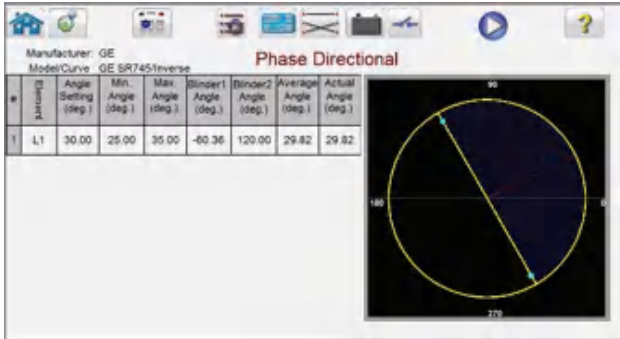 ?
Manufacturer: GE
Phase Directional
Model/Curve GE SR745/Inverse
# Element Angle Setting (deg.) Min. Angle (deg.) Max. Angle (deg.) Blinder1 Angle (deg.) Blinder2 Angle (deg.) Average Angle (deg.) Actual Angle (deg.)
1 L1 30.00 25.00 35.00 -60.36 120.00 29.82 29.82
90
180 0
270